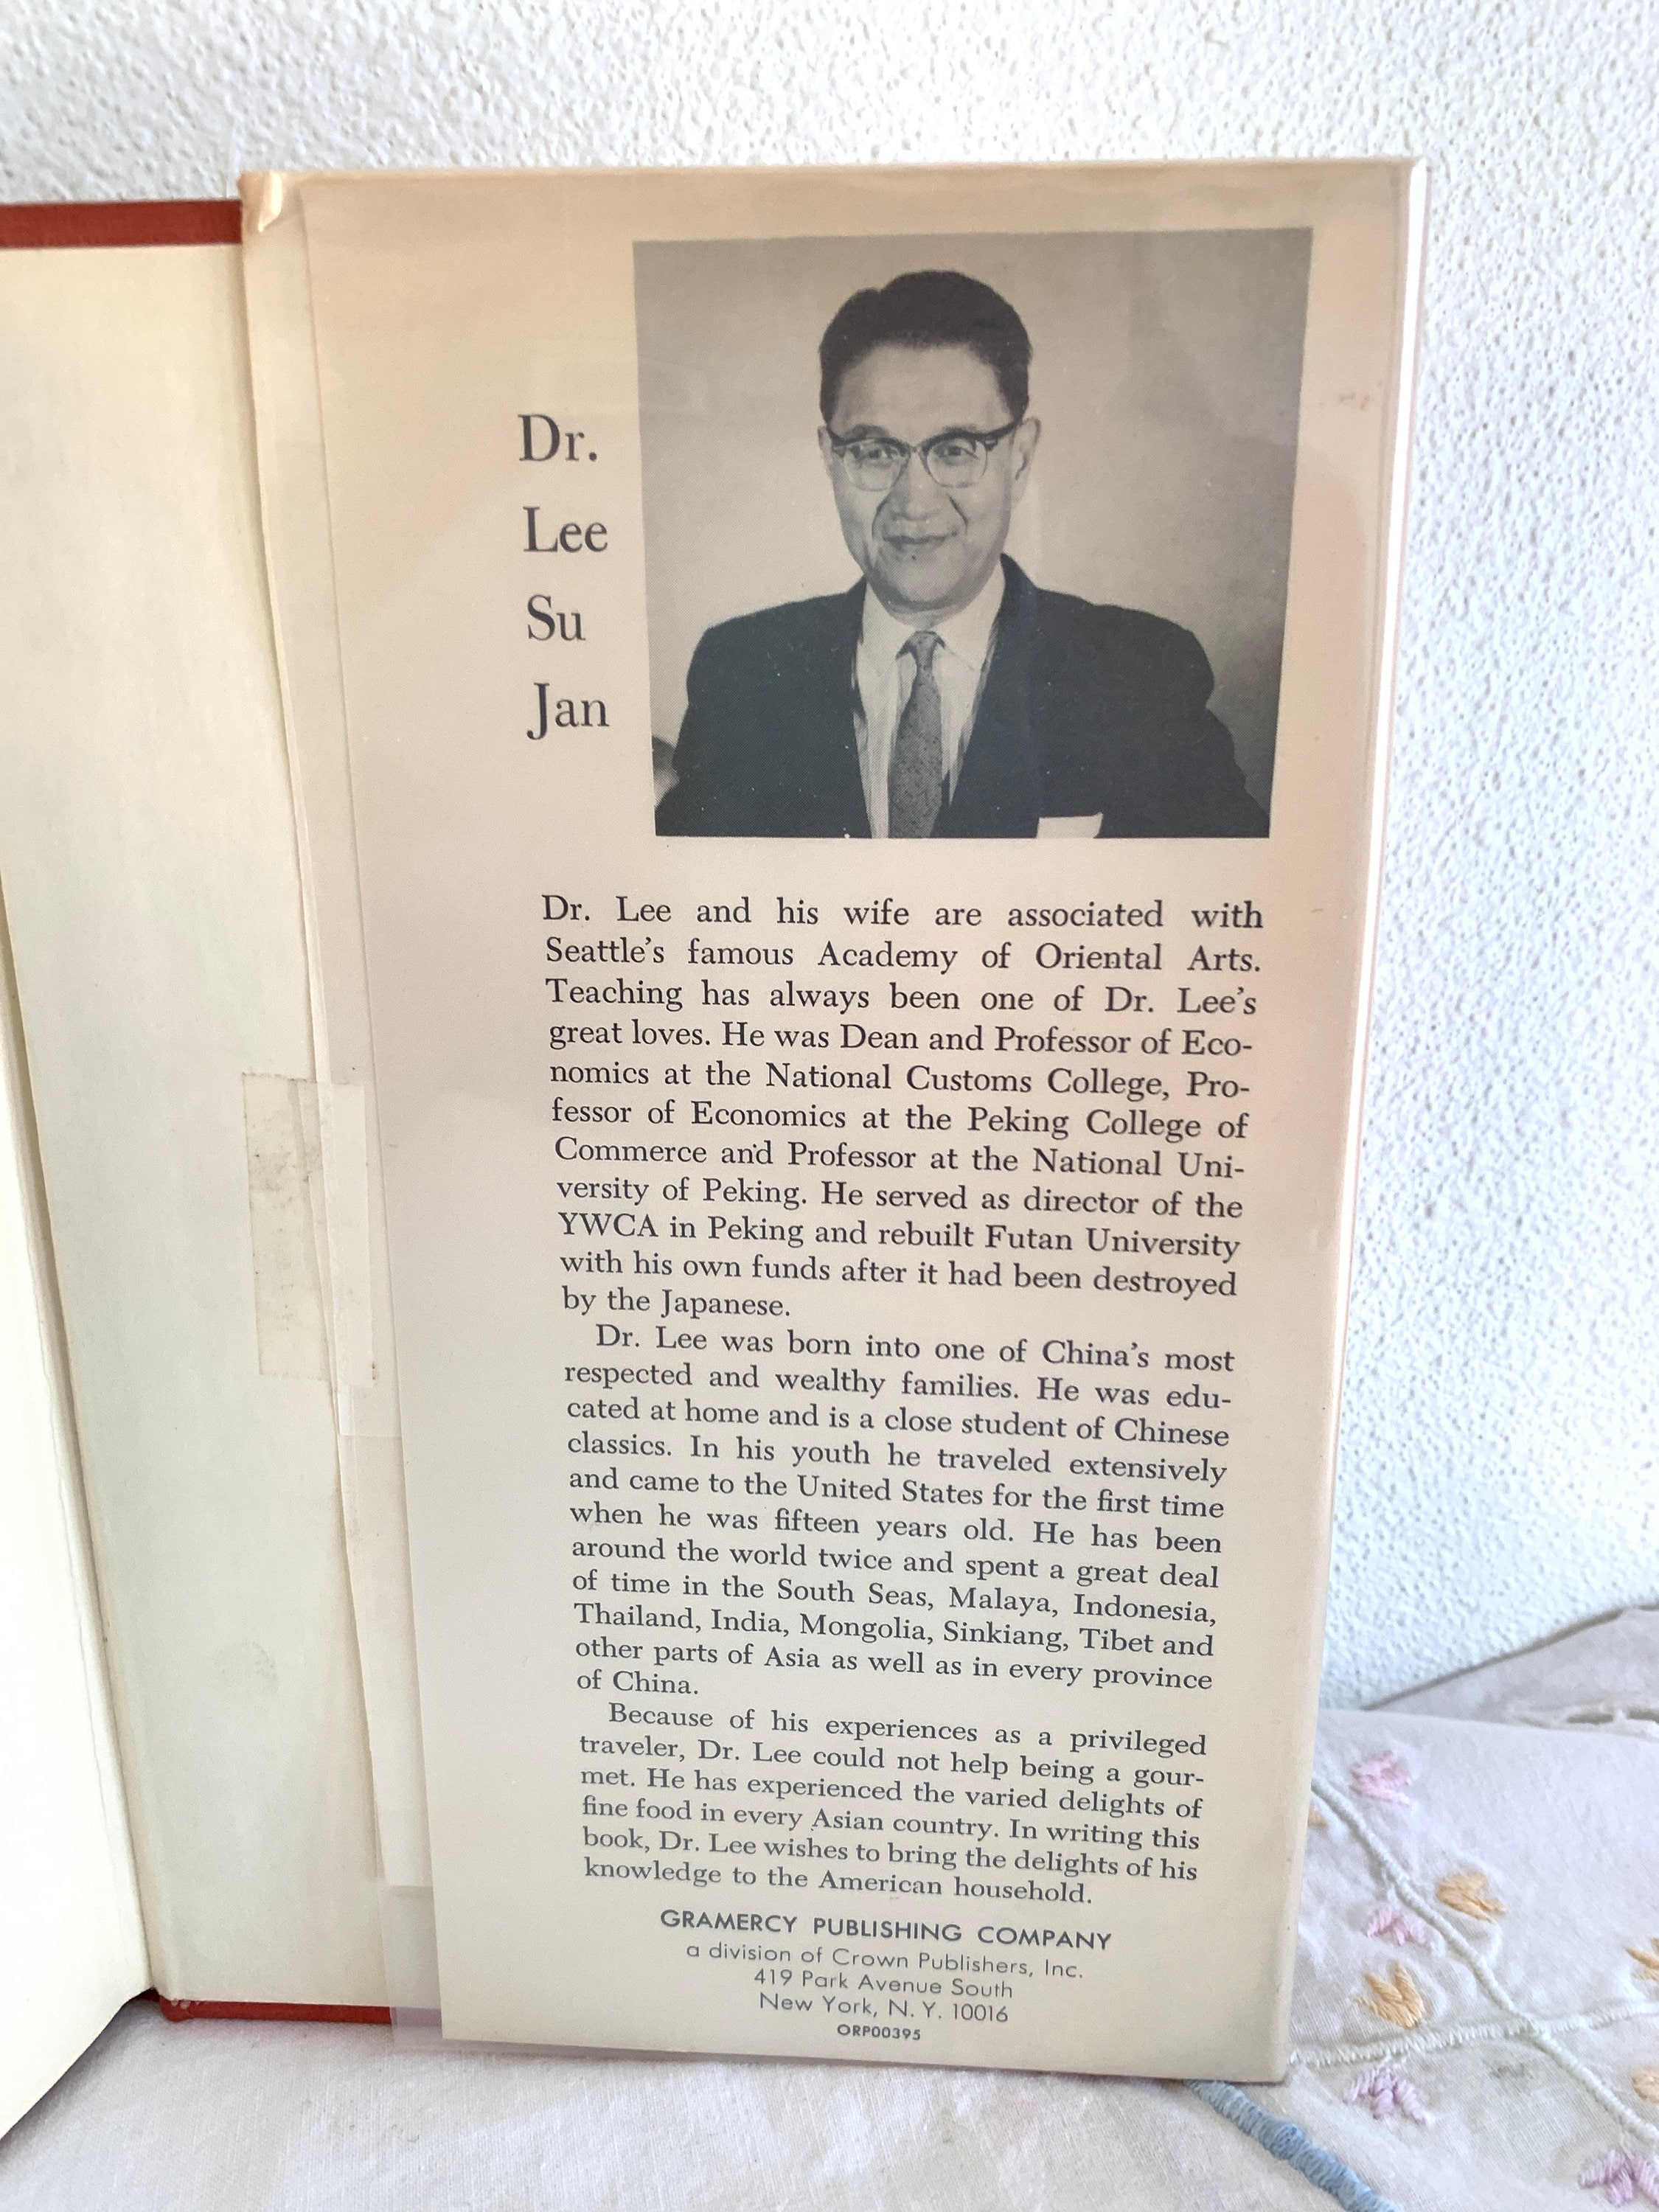 Dr.
Lee
Su
Jan
Dr. Lee and his wife are associated with
Seattle's famous Academy of Oriental Arts.
Teaching has always been one of Dr. Lee's
great loves. He was Dean and Professor of Eco-
nomics at the National Customs College, Pro-
fessor of Economics at the Peking College of
Commerce and Professor at the National Uni-
versity of Peking. He served as director of the
YWCA in Peking and rebuilt Futan University
with his own funds after it had been destroyed
by the Japanese.
Dr. Lee was born into one of China's most
respected and wealthy families. He was edu-
cated at home and is a close student of Chinese
classics. In his youth he traveled extensively
and came to the United States for the first time
when he was fifteen years old. He has been
around the world twice and spent a great deal
of time in the South Seas, Malaya, Indonesia,
Thailand, India, Mongolia, Sinkiang, Tibet and
other parts of Asia as well as in every province
of China.
Because of his experiences as a privileged
traveler, Dr. Lee could not help being a gour-
met. He has experienced the varied delights of
fine food in every Asian country. In writing this
book, Dr. Lee wishes to bring the delights of his
knowledge to the American household.
GRAMERCY PUBLISHING COMPANY
a division of Crown Publishers, Inc.
419 Park Avenue South
New York, N. Y. 10016
ORP00395